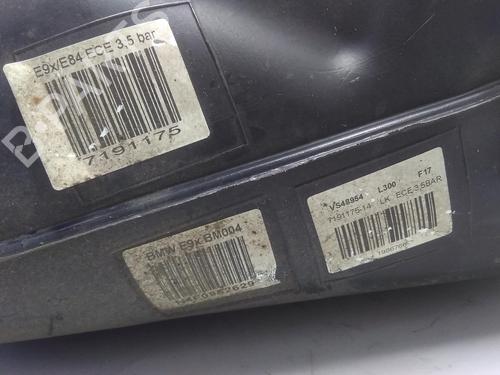 E9x/E84 ECE 3,5 bar
7191175
VS48954 L300 F17
7191175-14 LK ECE 3,5BAR
BMW E9x BM004
B-PARTS